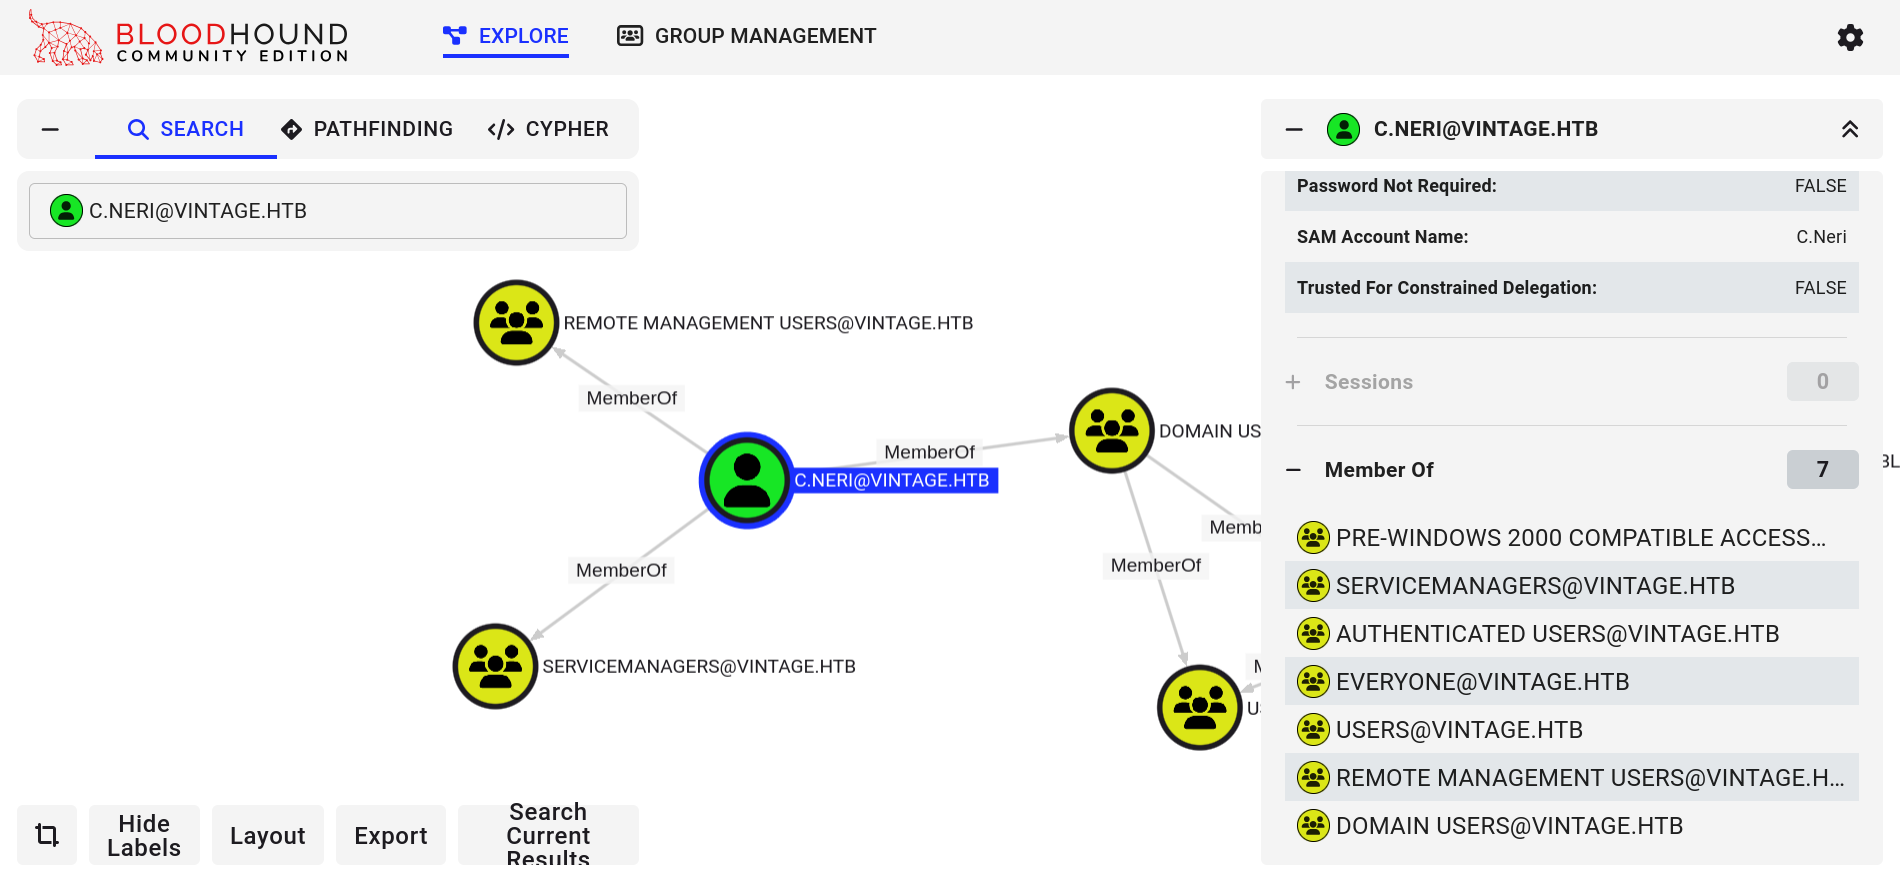 BLOODHOUND
COMMUNITY EDITION
EXPLORE
GROUP MANAGEMENT
SEARCH
PATHFINDING
</> CYPHER
C.NERI@VINTAGE.HTB
C.NERI@VINTAGE.HTB
Password Not Required:
FALSE
SAM Account Name:
C.Neri
Trusted For Constrained Delegation:
FALSE
Sessions
0
Member Of
7
PRE-WINDOWS 2000 COMPATIBLE ACCESS...
SERVICEMANAGERS@VINTAGE.HTB
AUTHENTICATED USERS@VINTAGE.HTB
EVERYONE@VINTAGE.HTB
USERS@VINTAGE.HTB
REMOTE MANAGEMENT USERS@VINTAGE.H...
DOMAIN USERS@VINTAGE.HTB
REMOTE MANAGEMENT USERS@VINTAGE.HTB
MemberOf
MemberOf
DOMAIN US
C.NERI@VINTAGE.HTB
BL
Memb
MemberOf
MemberOf
SERVICEMANAGERS@VINTAGE.HTB
M
U
Hide
Labels
Layout
Export
Search
Current
Results